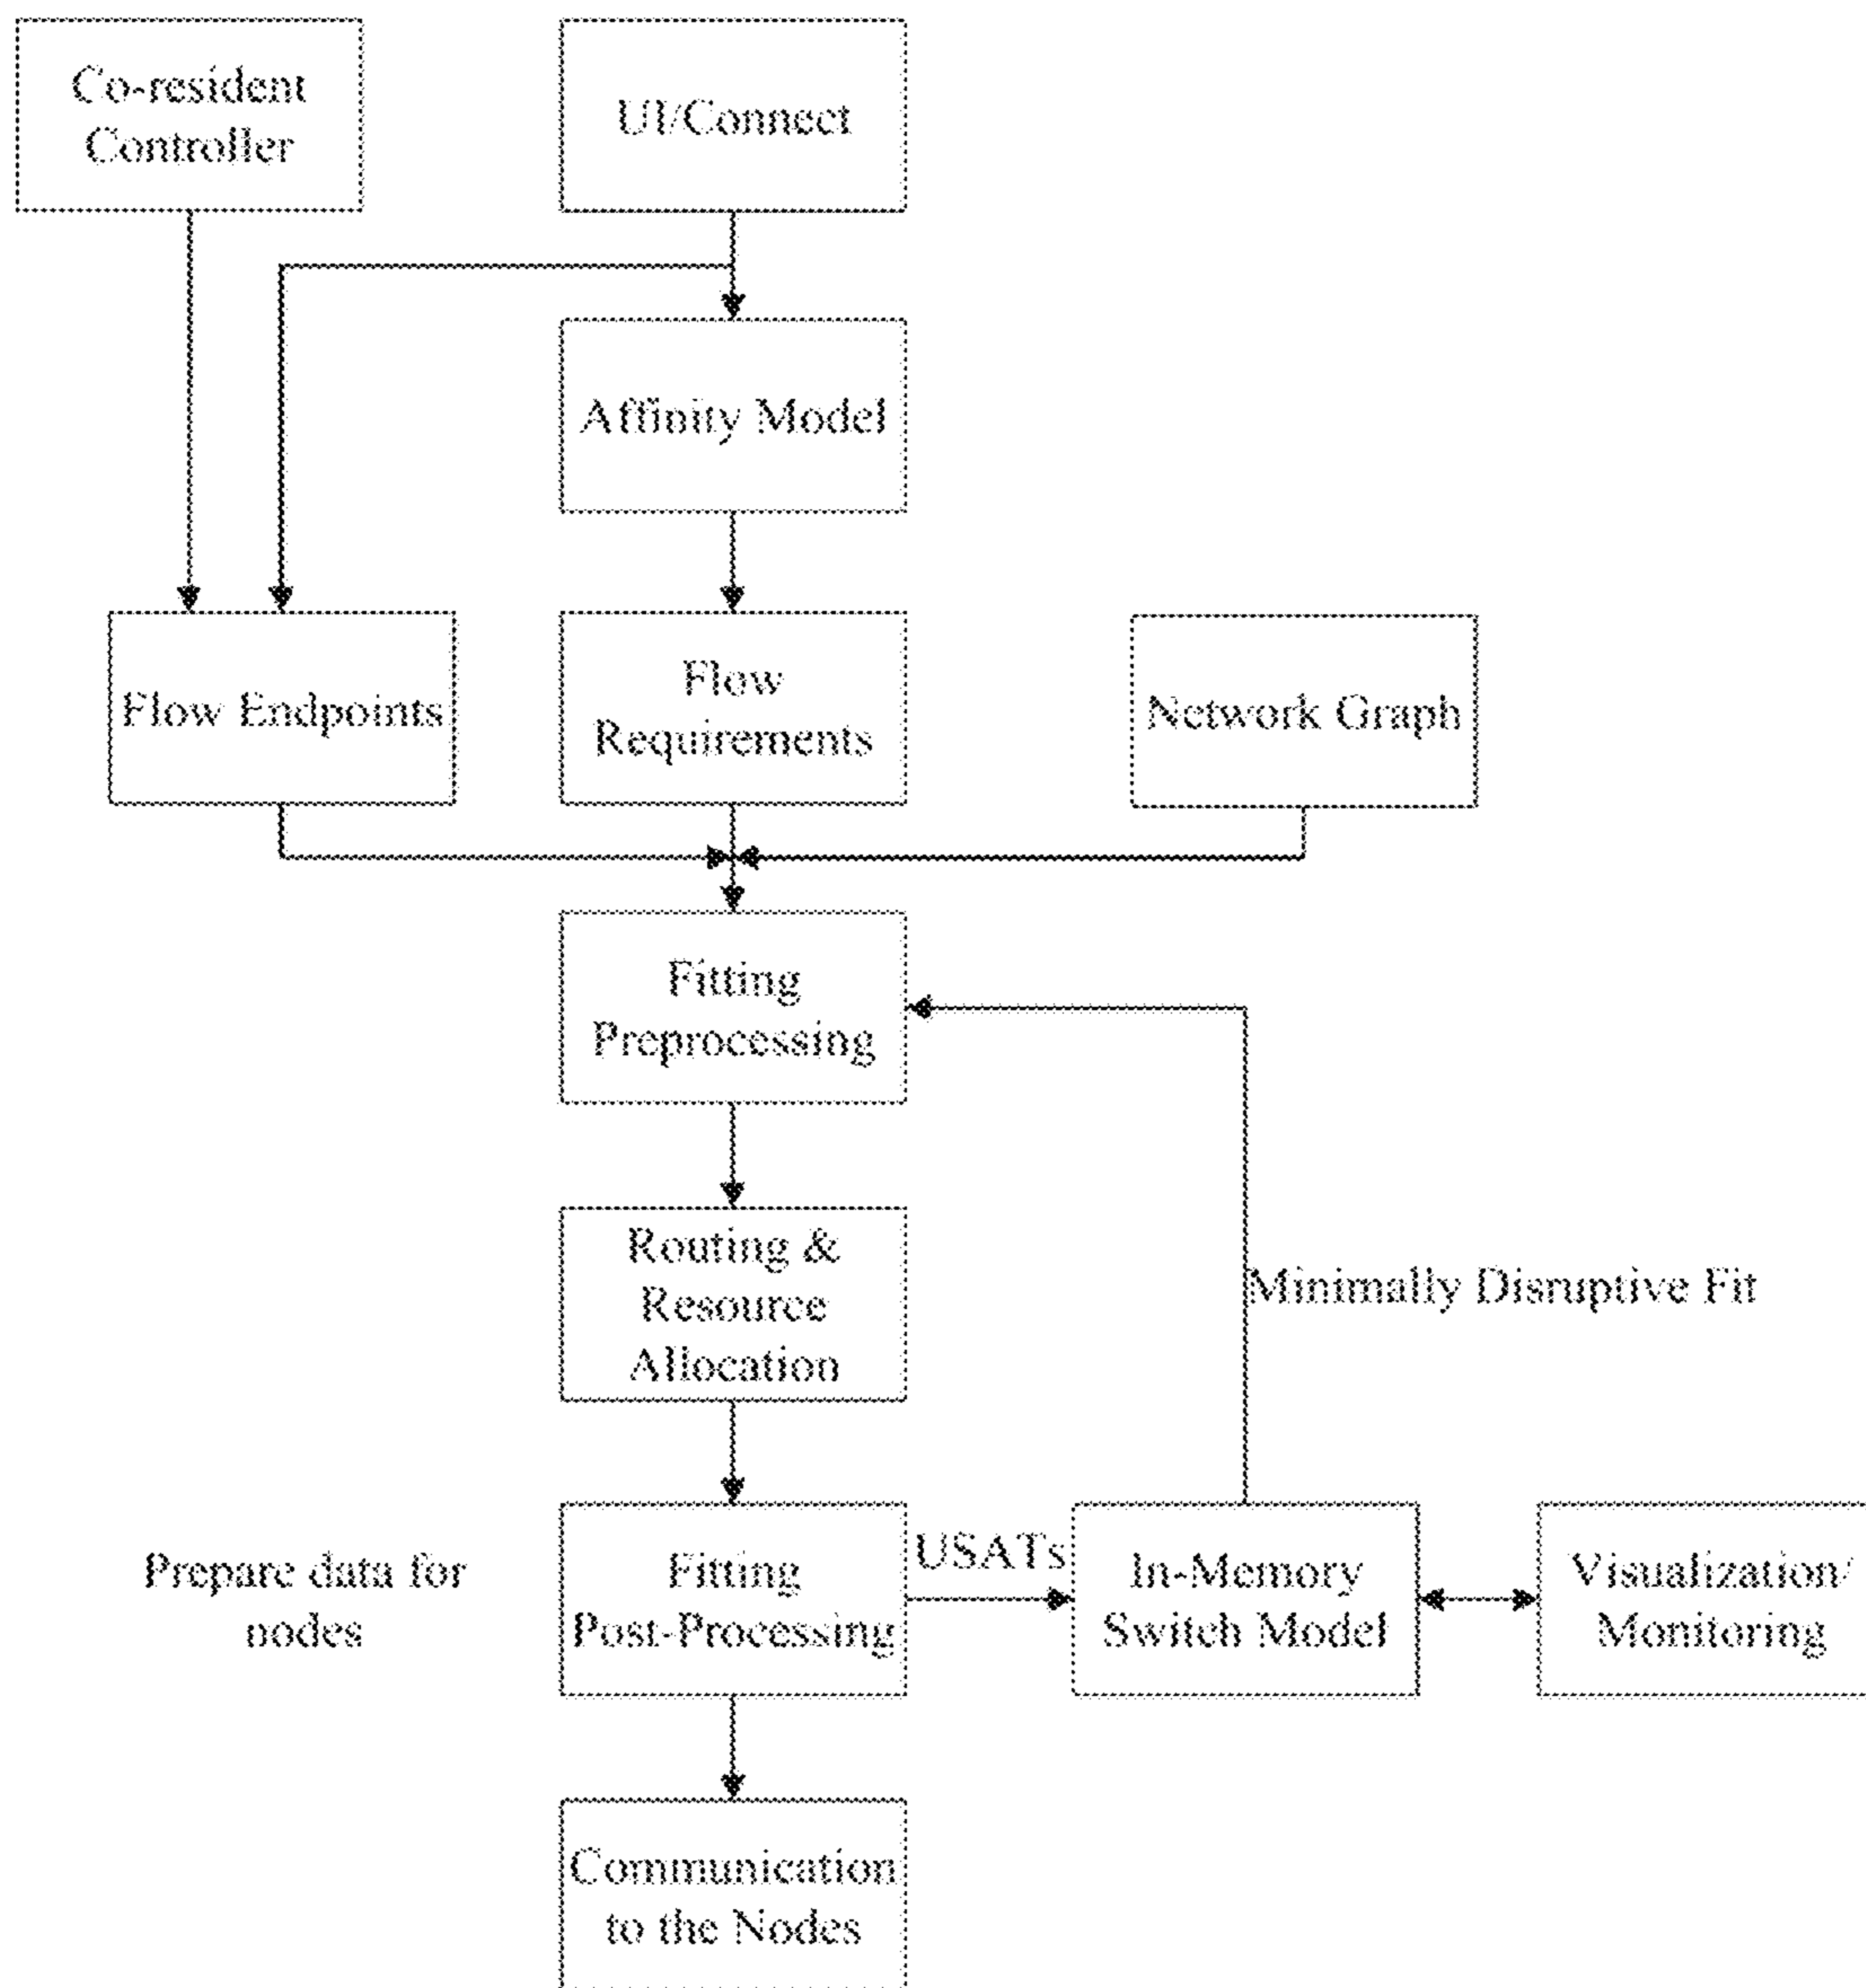 Co-resident
Controller
UI/Connect
Affinity Model
Flow Endpoints
Flow
Requirements
Network Graph
Fitting
Preprocessing
Routing &
Resource
Allocation
Minimally Disruptive Fit
Prepare data for
nodes
Fitting
Post-Processing
USATs
In-Memory
Switch Model
Visualization/
Monitoring
Communication
to the Nodes